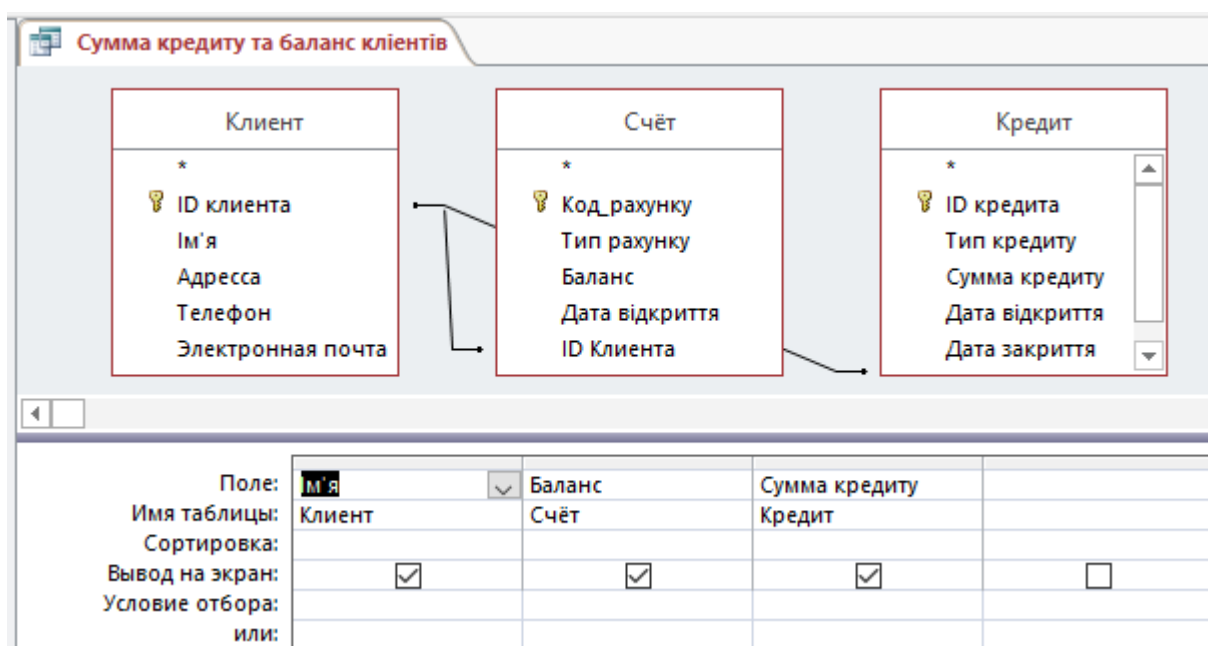 Сумма кредиту та баланс клієнтів
Клиент
*
ID клиента
Ім'я
Адресса
Телефон
Электронная почта
Счёт
*
Код_рахунку
Тип рахунку
Баланс
Дата відкриття
ID Клиента
Кредит
*
ID кредита
Тип кредиту
Сумма кредиту
Дата відкриття
Дата закриття
Поле: Ім'я Баланс Сумма кредиту
Имя таблицы: Клиент Счёт Кредит
Сортировка:
Вывод на экран:
Условие отбора:
или: